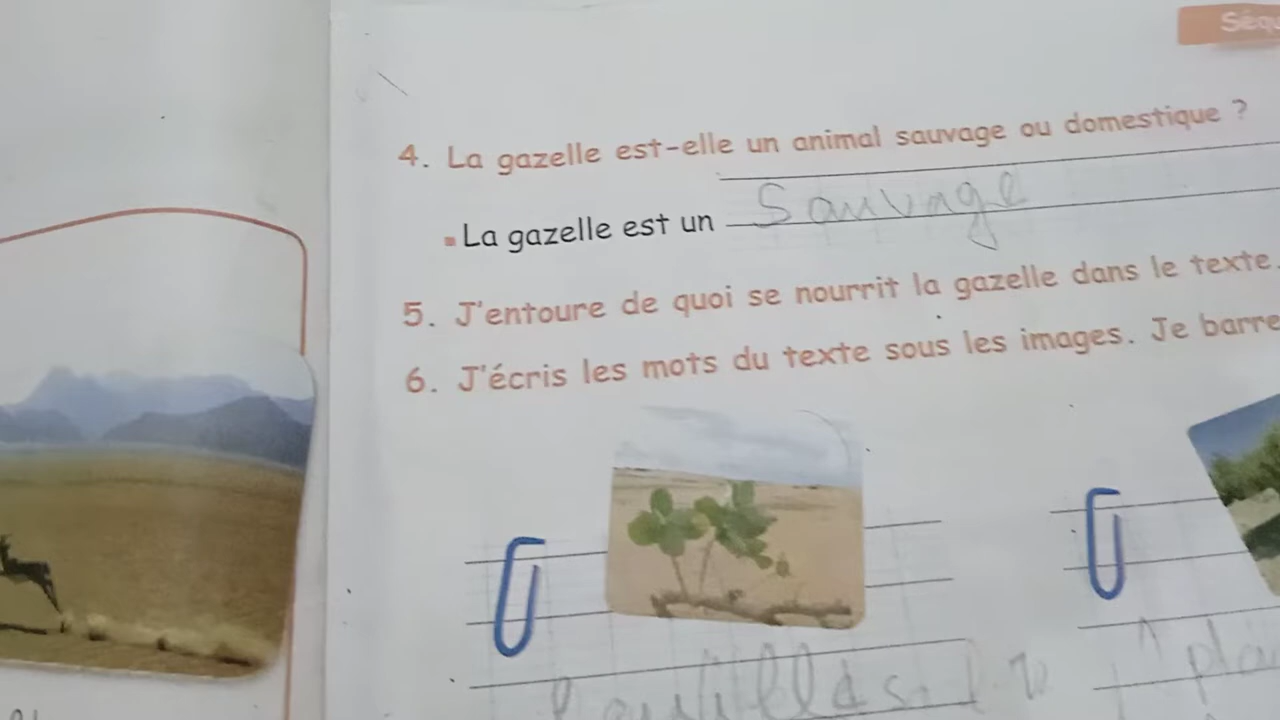 4. La gazelle est-elle un animal sauvage ou domestique ?
▪ La gazelle est un Sauvage
5. J'entoure de quoi se nourrit la gazelle dans le texte.
6. J'écris les mots du texte sous les images. Je barre